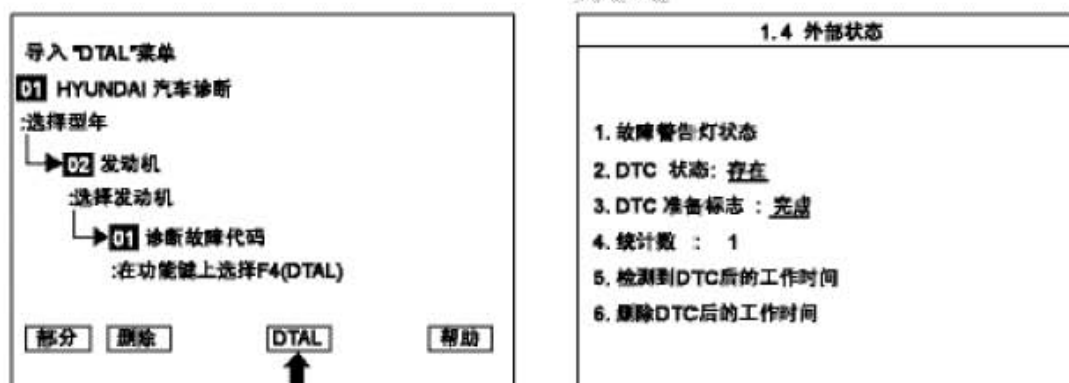 导入"DTAL"菜单
01 HYUNDAI 汽车诊断
:选择型年
02 发动机
:选择发动机
01 诊断故障代码
:在功能键上选择F4(DTAL)
部分 删除 DTAL 帮助
1.4 外部状态
1. 故障警告灯状态
2. DTC 状态: 存在
3. DTC 准备标志 : 完成
4. 统计数 : 1
5. 检测到DTC后的工作时间
6. 删除DTC后的工作时间